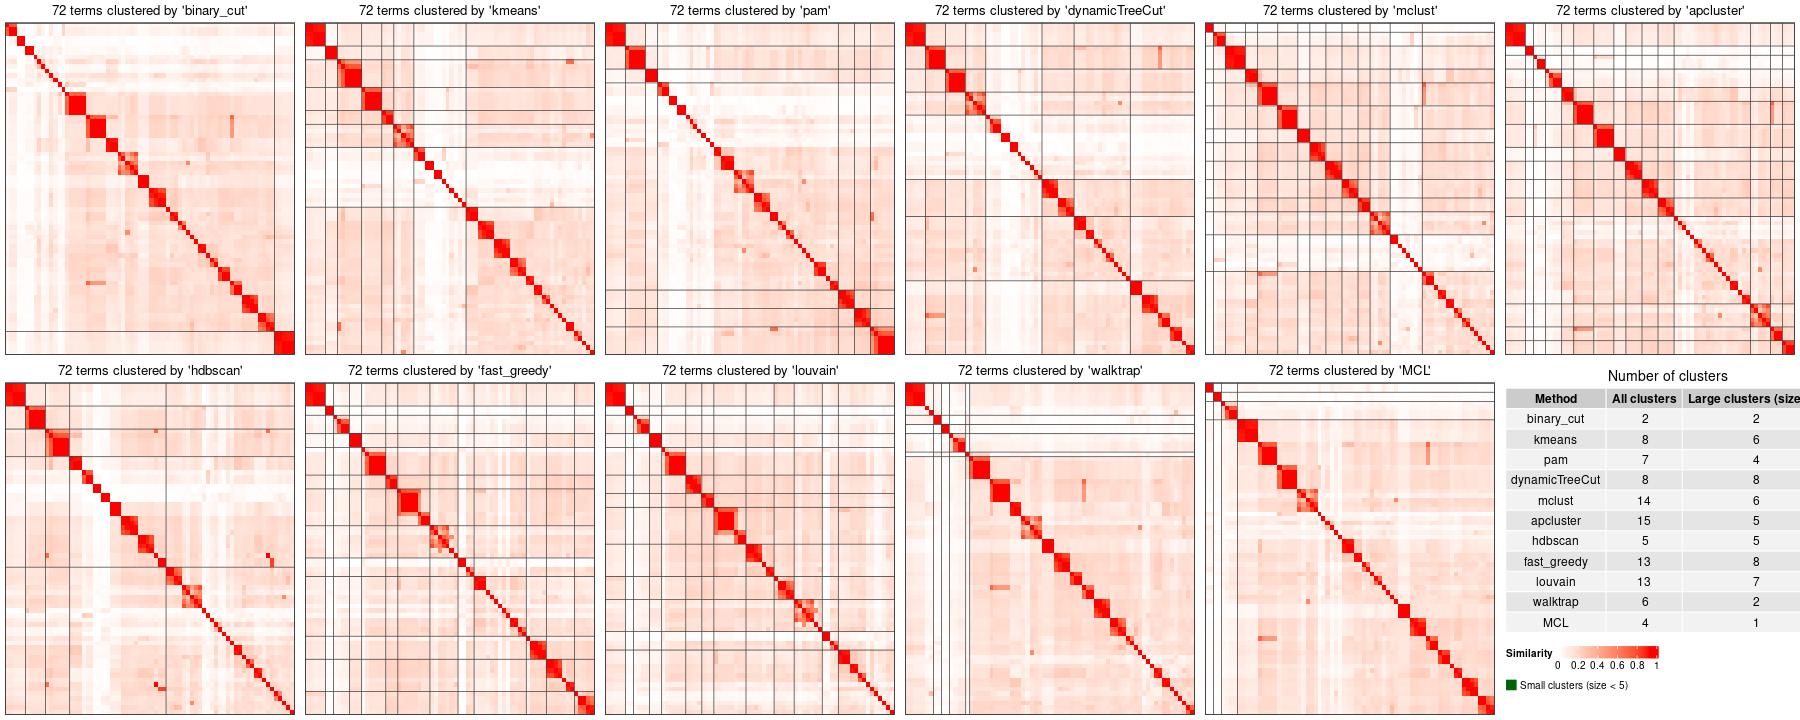 72 terms clustered by 'binary_cut'
72 terms clustered by 'kmeans'
72 terms clustered by 'pam'
72 terms clustered by 'dynamicTreeCut'
72 terms clustered by 'mclust'
72 terms clustered by 'apcluster'
72 terms clustered by 'hdbscan'
72 terms clustered by 'fast_greedy'
72 terms clustered by 'louvain'
72 terms clustered by 'walktrap'
72 terms clustered by 'MCL'
Number of clusters
Method All clusters Large clusters (size
binary_cut 2 2
kmeans 8 6
pam 7 4
dynamicTreeCut 8 8
mclust 14 6
apcluster 15 5
hdbscan 5 5
fast_greedy 13 8
louvain 13 7
walktrap 6 2
MCL 4 1
Similarity
0 0.2 0.4 0.6 0.8 1
Small clusters (size < 5)